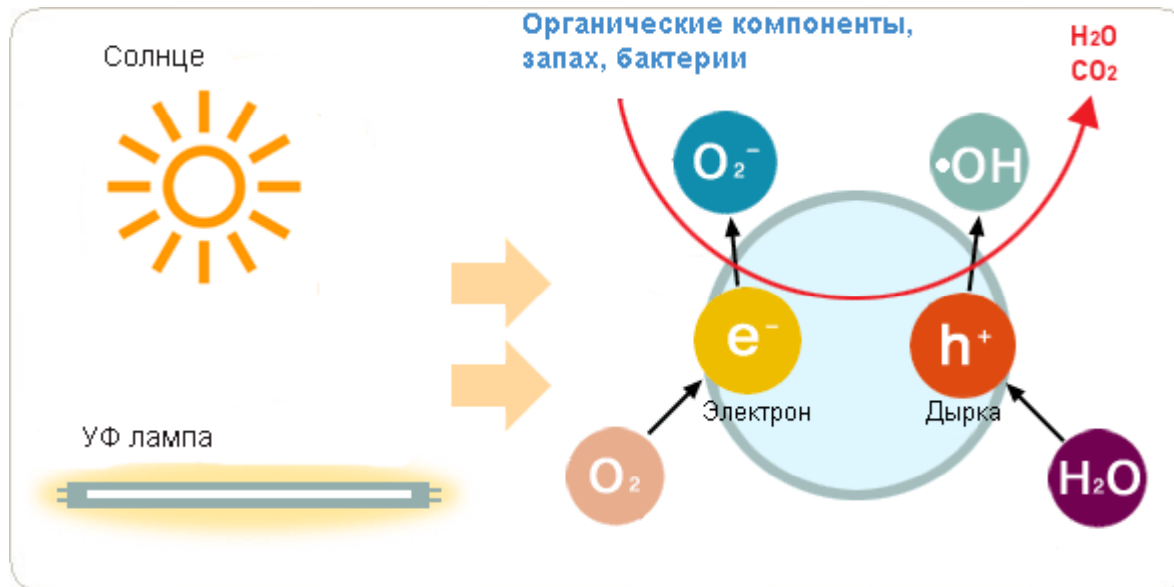 Солнце
УФ лампа
Органические компоненты,
запах, бактерии
H₂O
CO₂
O₂⁻
•OH
e⁻
h⁺
Электрон
Дырка
O₂
H₂O